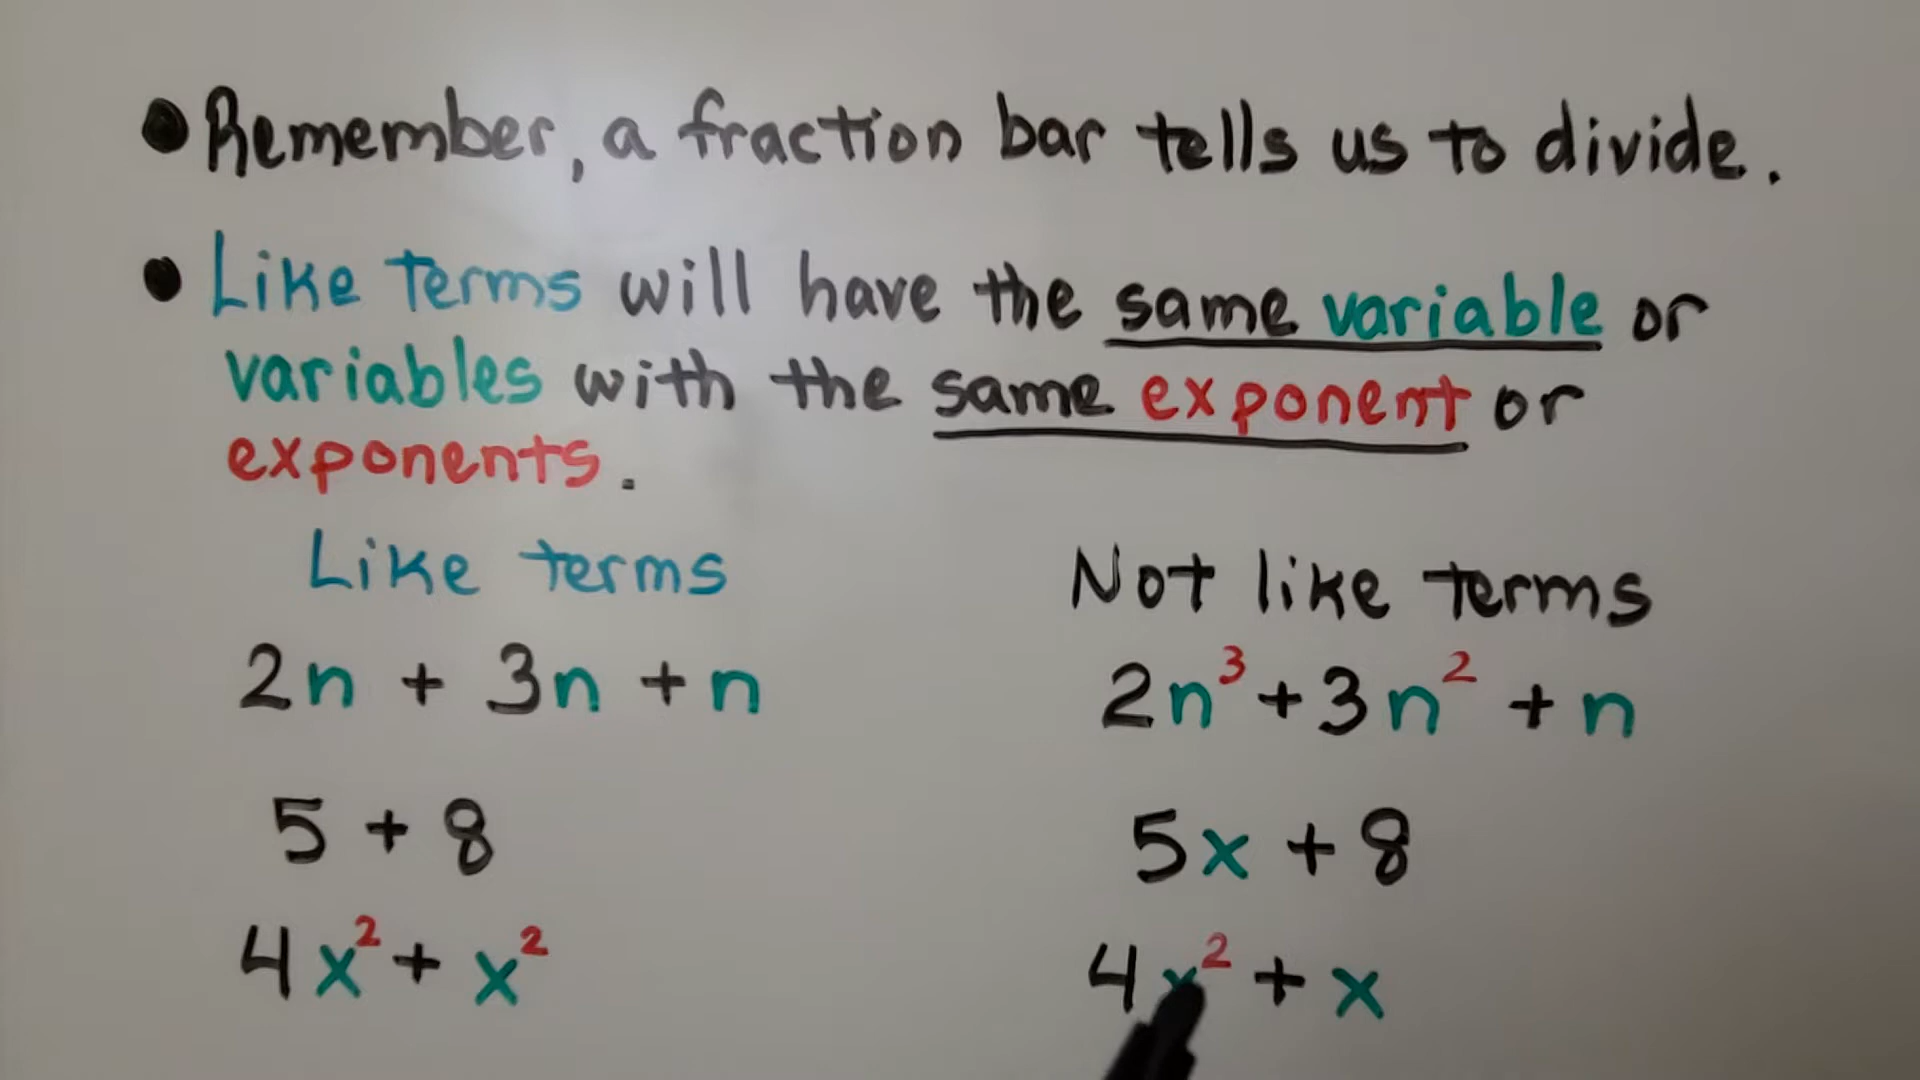 • Remember, a fraction bar tells us to divide.
• Like terms will have the same variable or
variables with the same exponent or
exponents.
Like terms
Not like terms
2n + 3n + n
2n³ + 3n² + n
5 + 8
5x + 8
4x² + x²
4x² + x